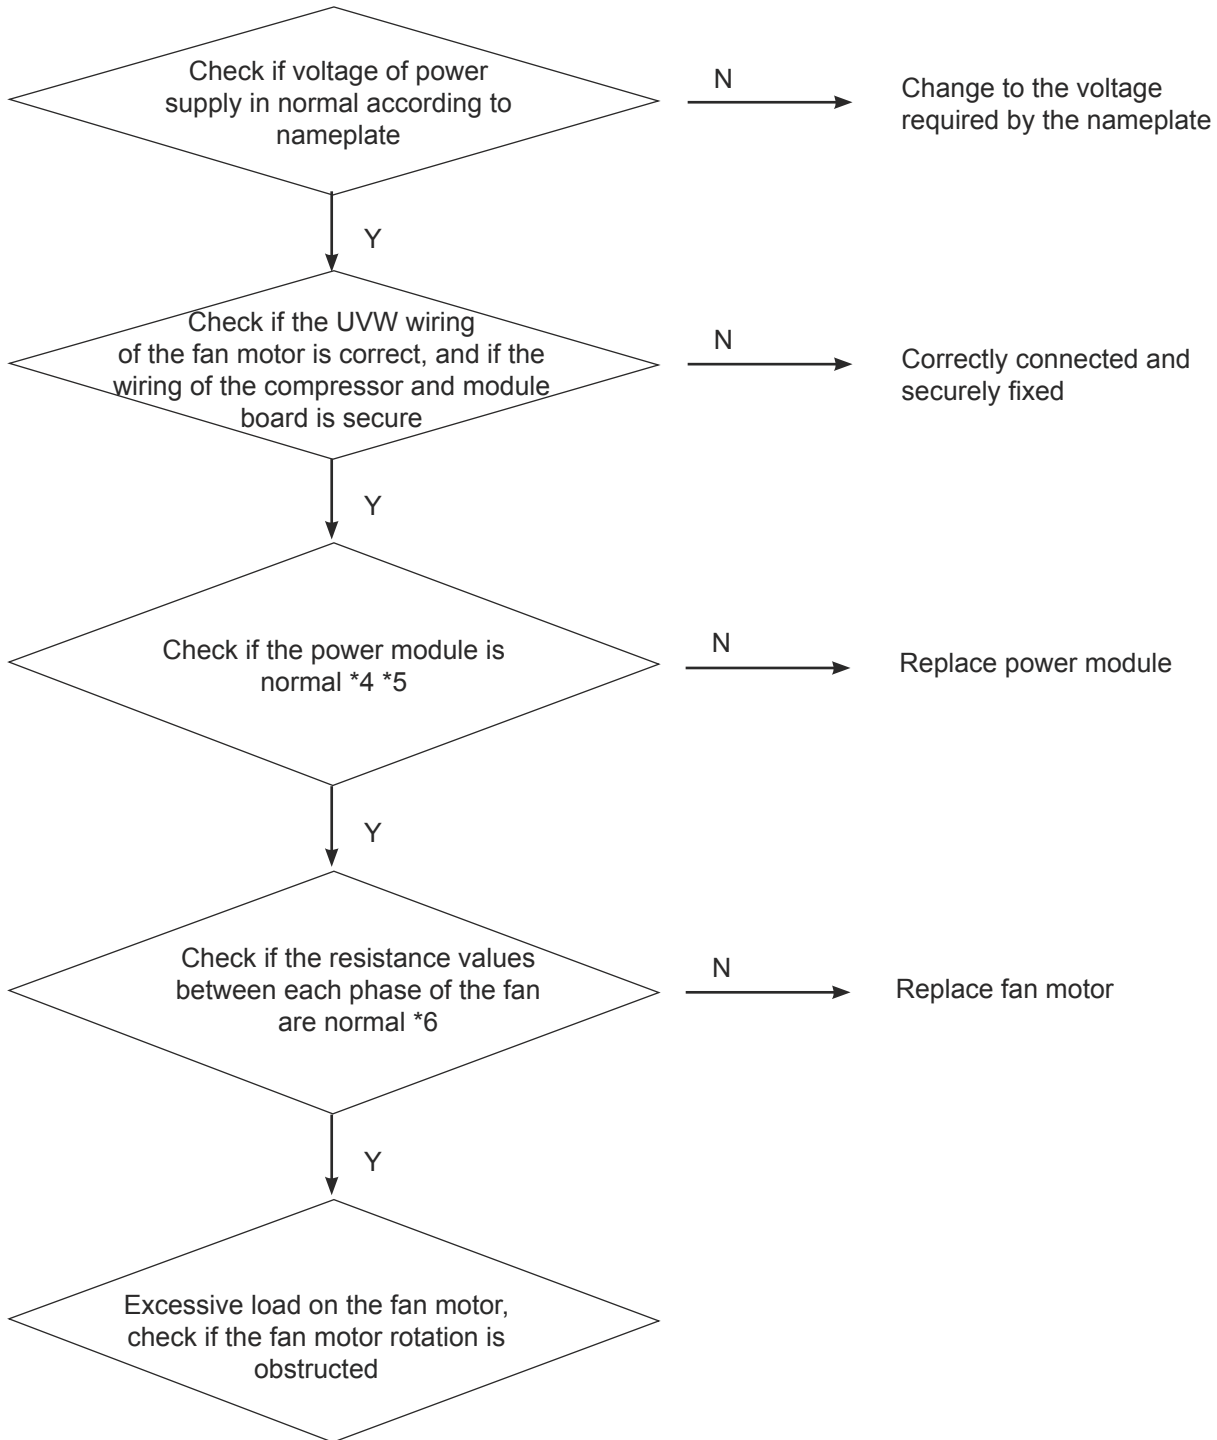 Check if voltage of power
supply in normal according to
nameplate
N
Change to the voltage
required by the nameplate
Y
Check if the UVW wiring
of the fan motor is correct, and if the
wiring of the compressor and module
board is secure
N
Correctly connected and
securely fixed
Y
Check if the power module is
normal *4 *5
N
Replace power module
Y
Check if the resistance values
between each phase of the fan
are normal *6
N
Replace fan motor
Y
Excessive load on the fan motor,
check if the fan motor rotation is
obstructed